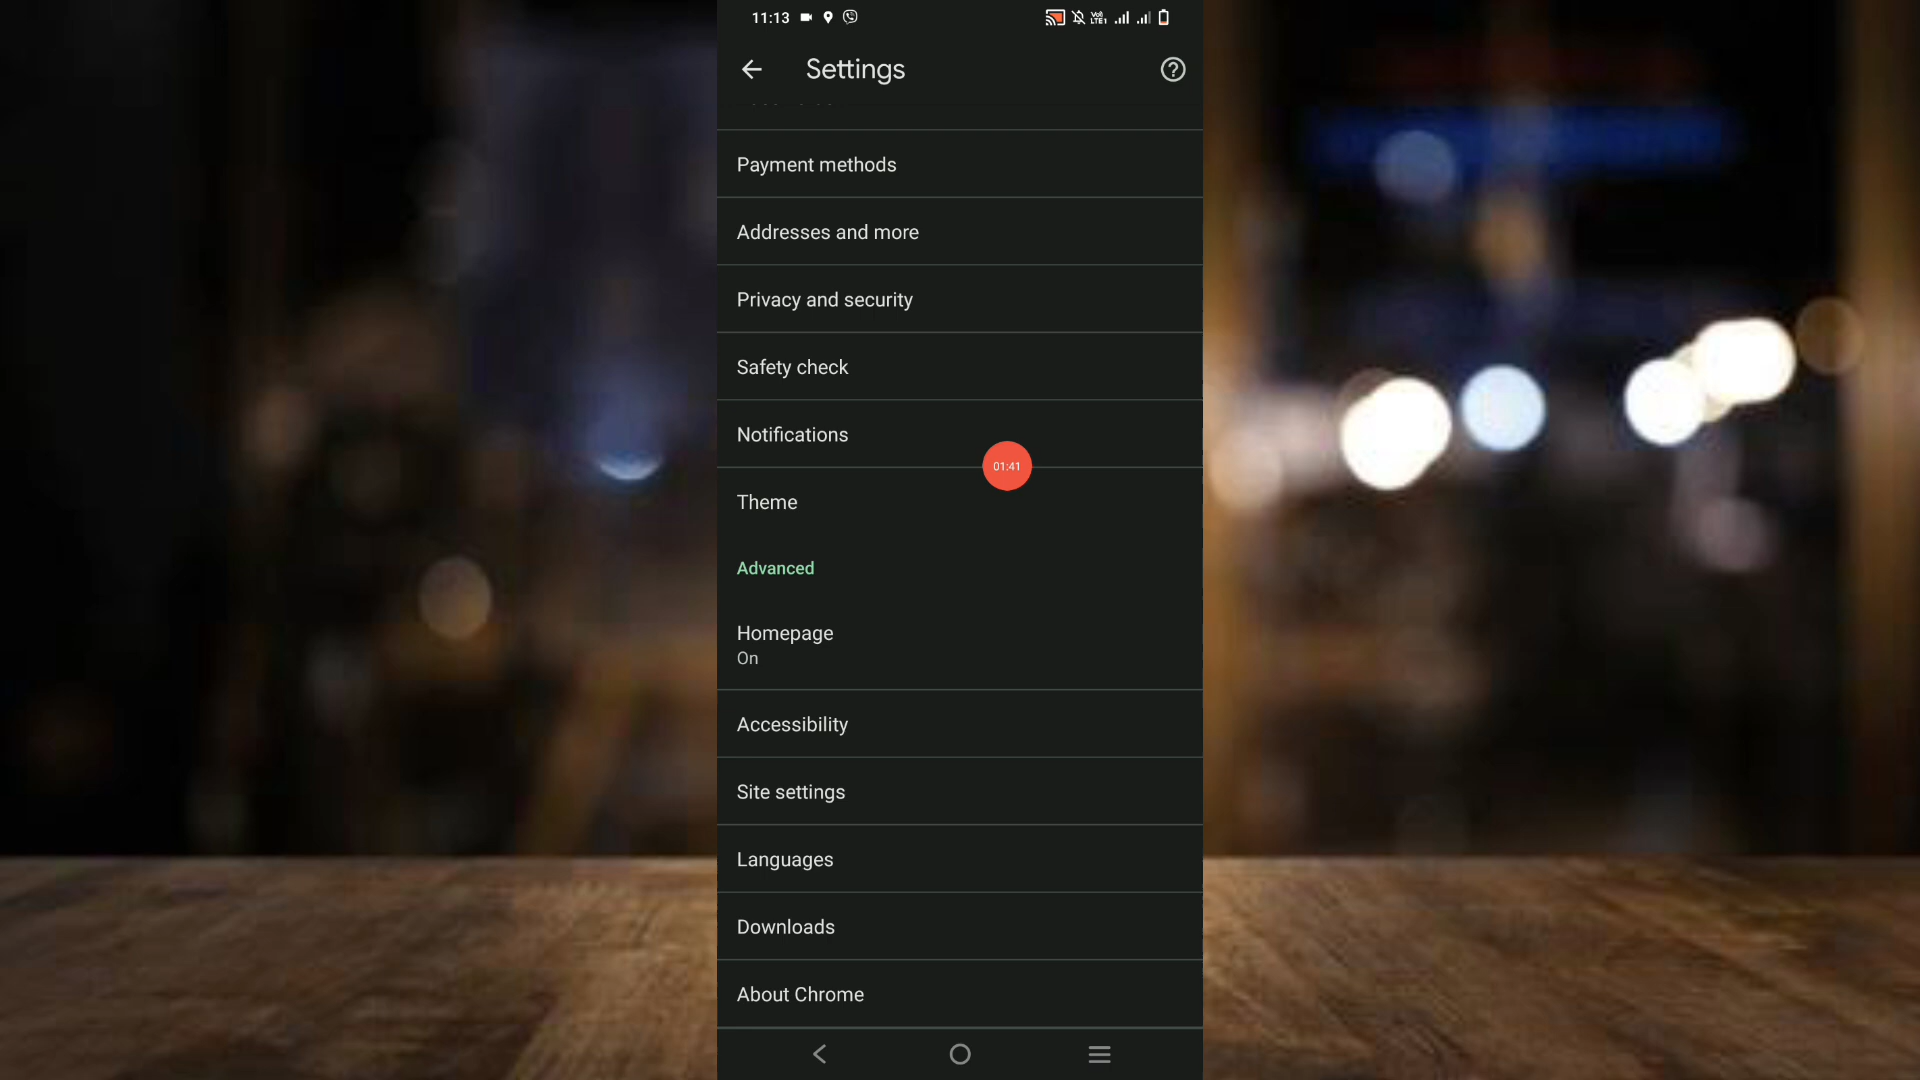 11:13
Settings
Payment methods
Addresses and more
Privacy and security
Safety check
Notifications
01:41
Theme
Advanced
Homepage
On
Accessibility
Site settings
Languages
Downloads
About Chrome